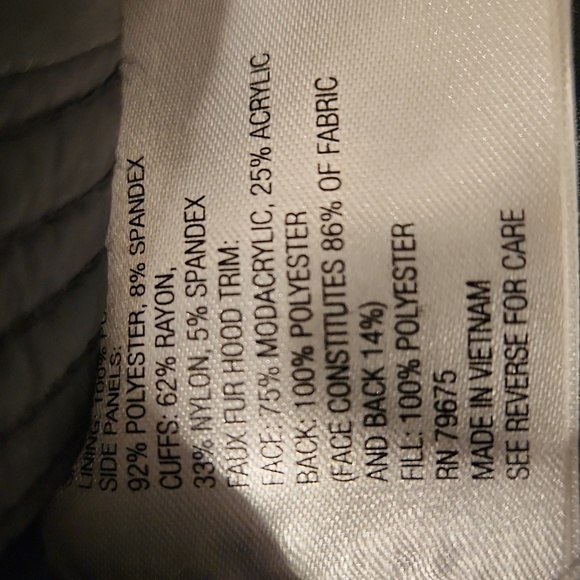 LINING: 100%
SIDE PANELS:
92% POLYESTER, 8% SPANDEX
CUFFS: 62% RAYON,
33% NYLON, 5% SPANDEX
FAUX FUR HOOD TRIM:
FACE: 75% MODACRYLIC, 25% ACRYLIC
BACK: 100% POLYESTER
(FACE CONSTITUTES 86% OF FABRIC
AND BACK 14%)
FILL: 100% POLYESTER
RN 79675
MADE IN VIETNAM
SEE REVERSE FOR CARE